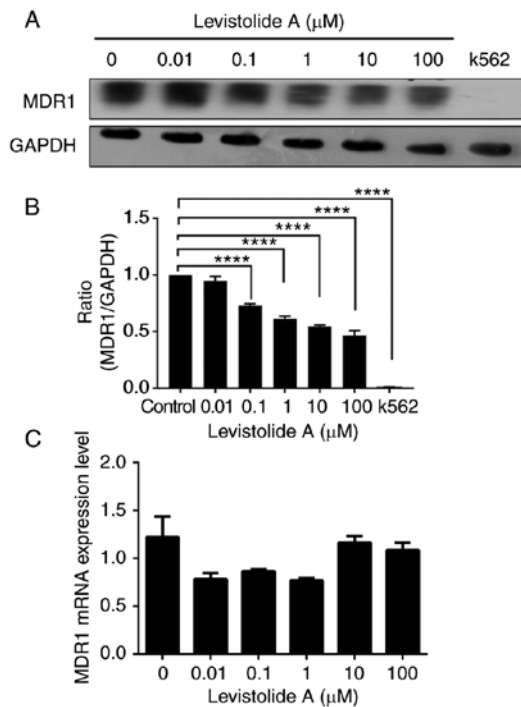 A
Levistolide A (μM)
0 0.01 0.1 1 10 100 k562
MDR1
GAPDH
B
****
****
****
****
****
Ratio
(MDR1/GAPDH)
1.5
1.0
0.5
0.0
Control 0.01 0.1 1 10 100 k562
Levistolide A (μM)
C
MDR1 mRNA expression level
2.0
1.5
1.0
0.5
0.0
0 0.01 0.1 1 10 100
Levistolide A (μM)